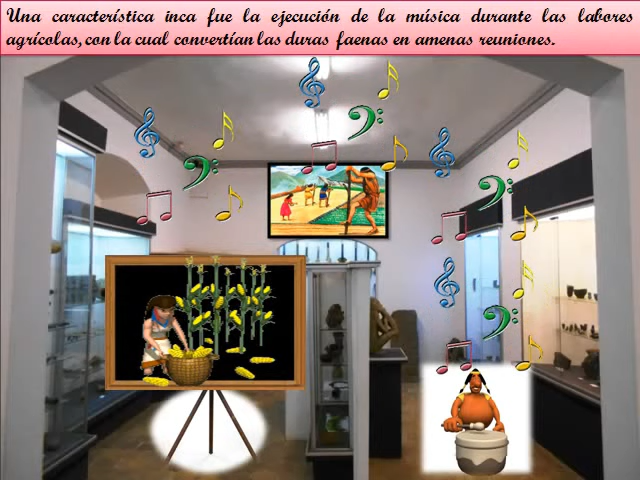 Una característica inca fue la ejecución de la música durante las labores
agrícolas, con la cual convertían las duras faenas en amenas reuniones.